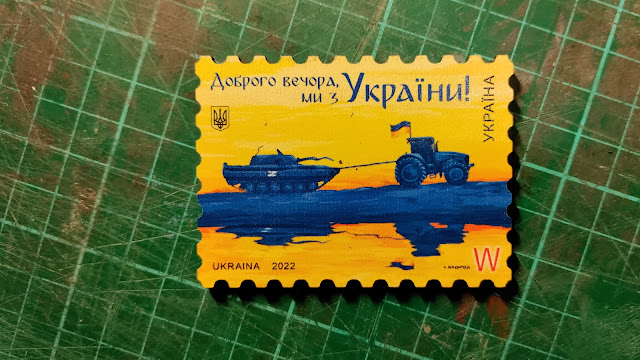 Доброго вечора,
ми з України!
УКРАЇНА
Z
UKRAINA 2022
W